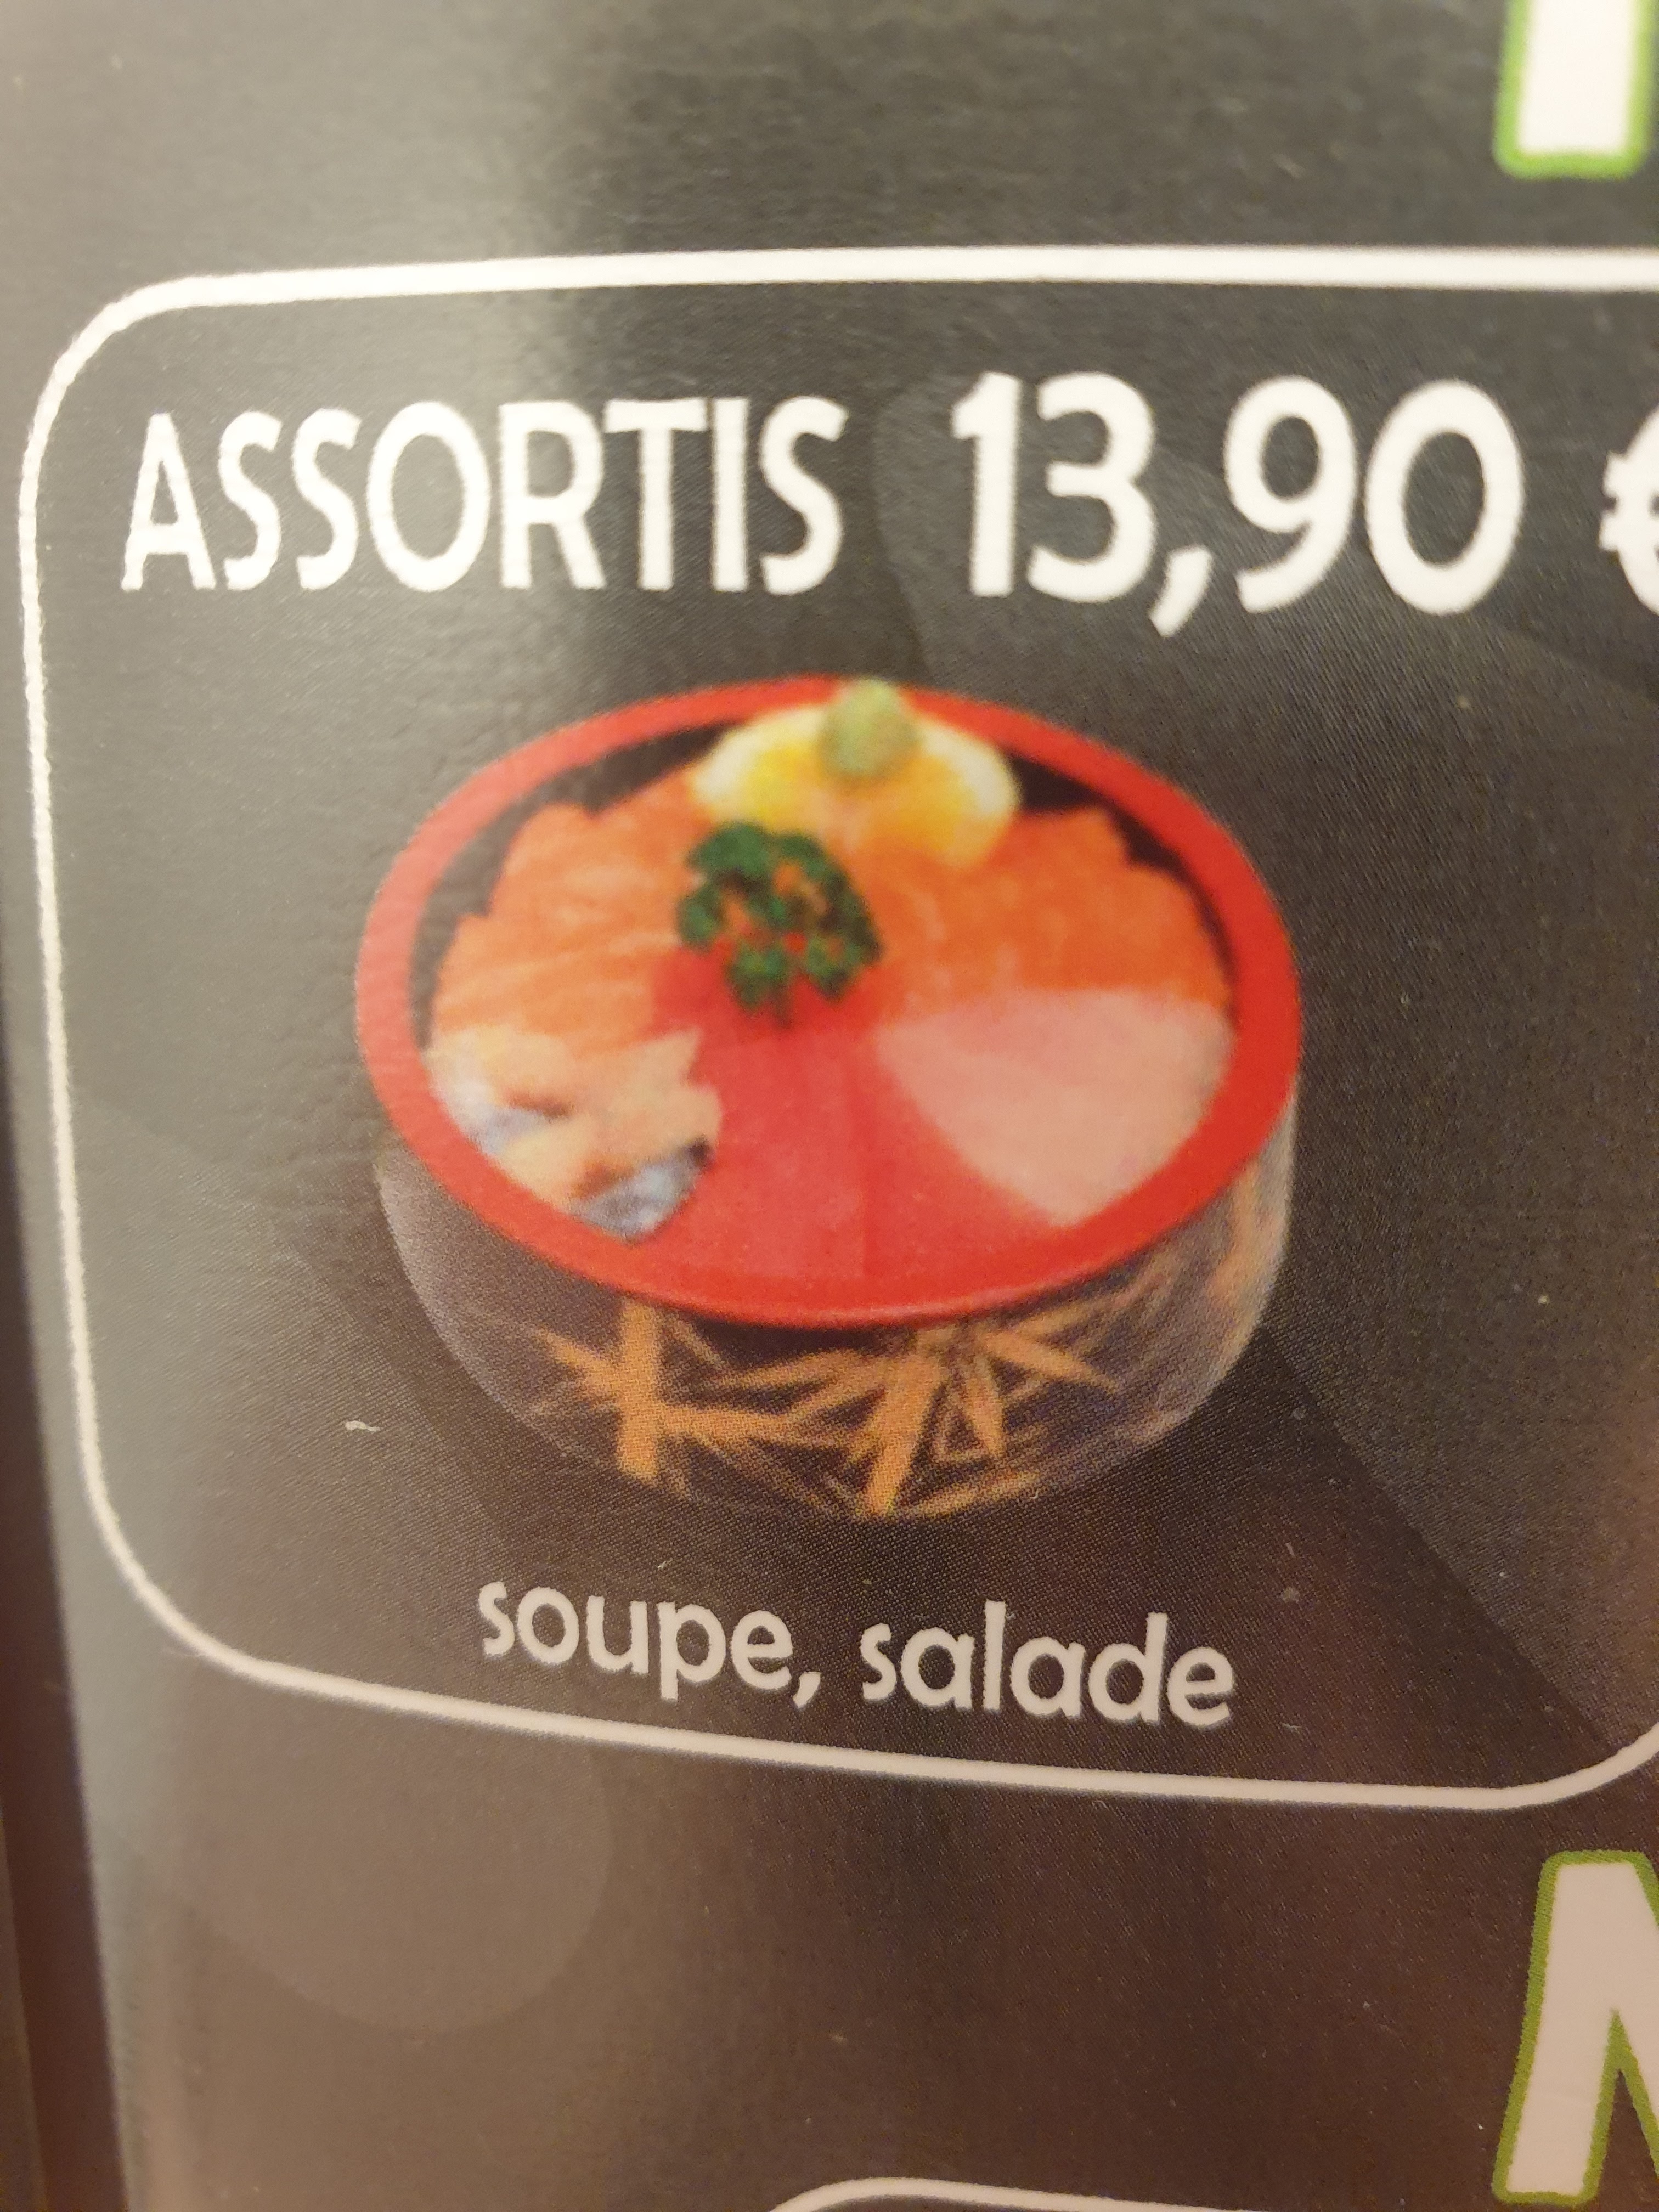 ASSORTIS 13,90 €
soupe, salade